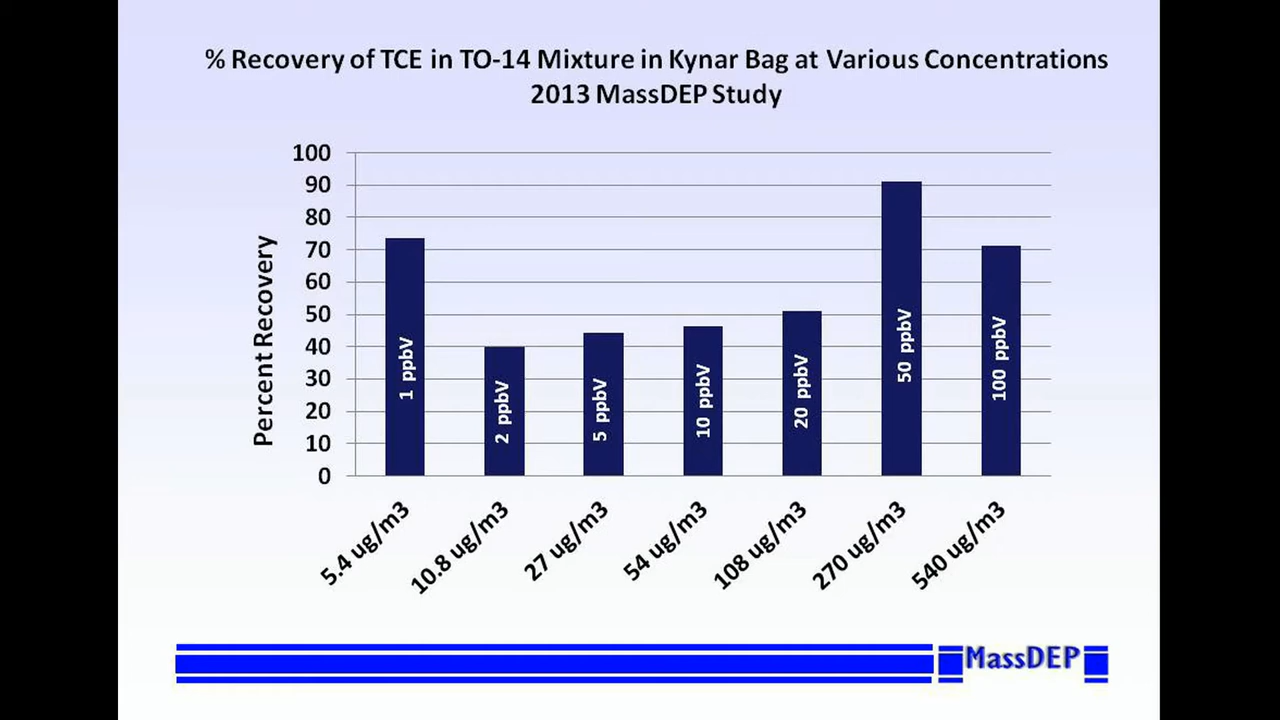 % Recovery of TCE in TO-14 Mixture in Kynar Bag at Various Concentrations
2013 MassDEP Study
Percent Recovery
100
90
80
70
60
50
40
30
20
10
0
1 ppbV
2 ppbV
5 ppbV
10 ppbV
20 ppbV
50 ppbV
100 ppbV
5.4 ug/m3
10.8 ug/m3
27 ug/m3
54 ug/m3
108 ug/m3
270 ug/m3
540 ug/m3
MassDEP